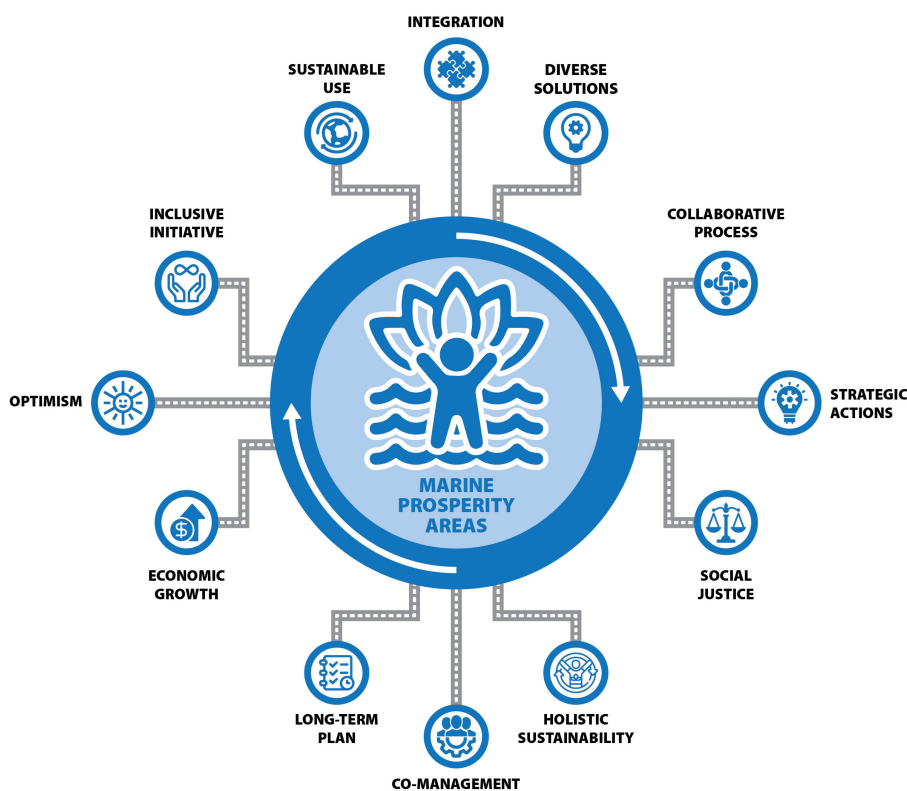 INTEGRATION
SUSTAINABLE
USE
DIVERSE
SOLUTIONS
INCLUSIVE
INITIATIVE
COLLABORATIVE
PROCESS
OPTIMISM
STRATEGIC
ACTIONS
MARINE
PROSPERITY
AREAS
$
ECONOMIC
GROWTH
SOCIAL
JUSTICE
LONG-TERM
PLAN
HOLISTIC
SUSTAINABILITY
CO-MANAGEMENT